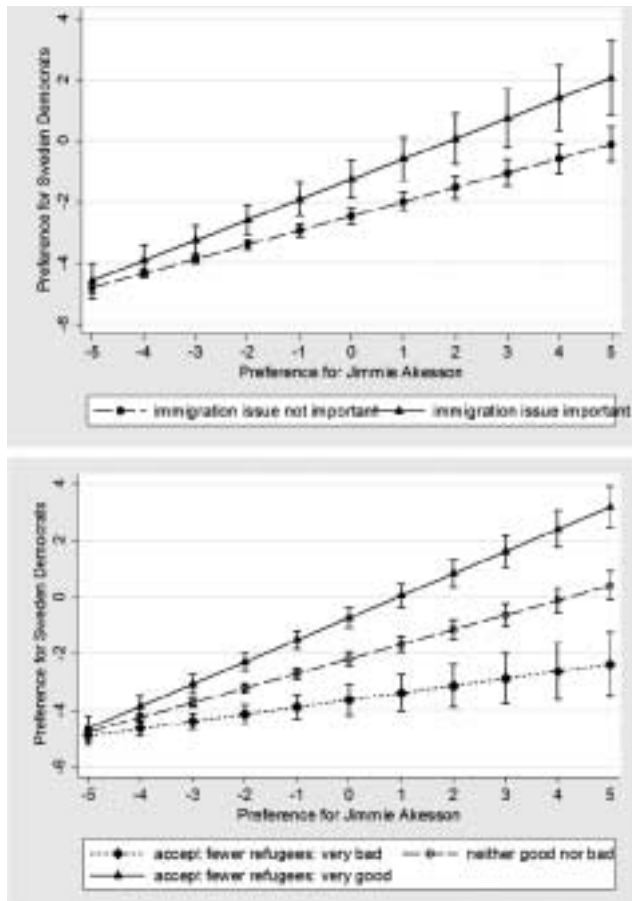 Preference for Sweden Democrats
4
2
0
-2
-4
-6
-5 -4 -3 -2 -1 0 1 2 3 4 5
Preference for Jimmie Akesson
immigration issue not important immigration issue important
Preference for Sweden Democrats
4
2
0
-2
-4
-6
-5 -4 -3 -2 -1 0 1 2 3 4 5
Preference for Jimmie Akesson
accept fewer refugees: very bad neither good nor bad
accept fewer refugees: very good